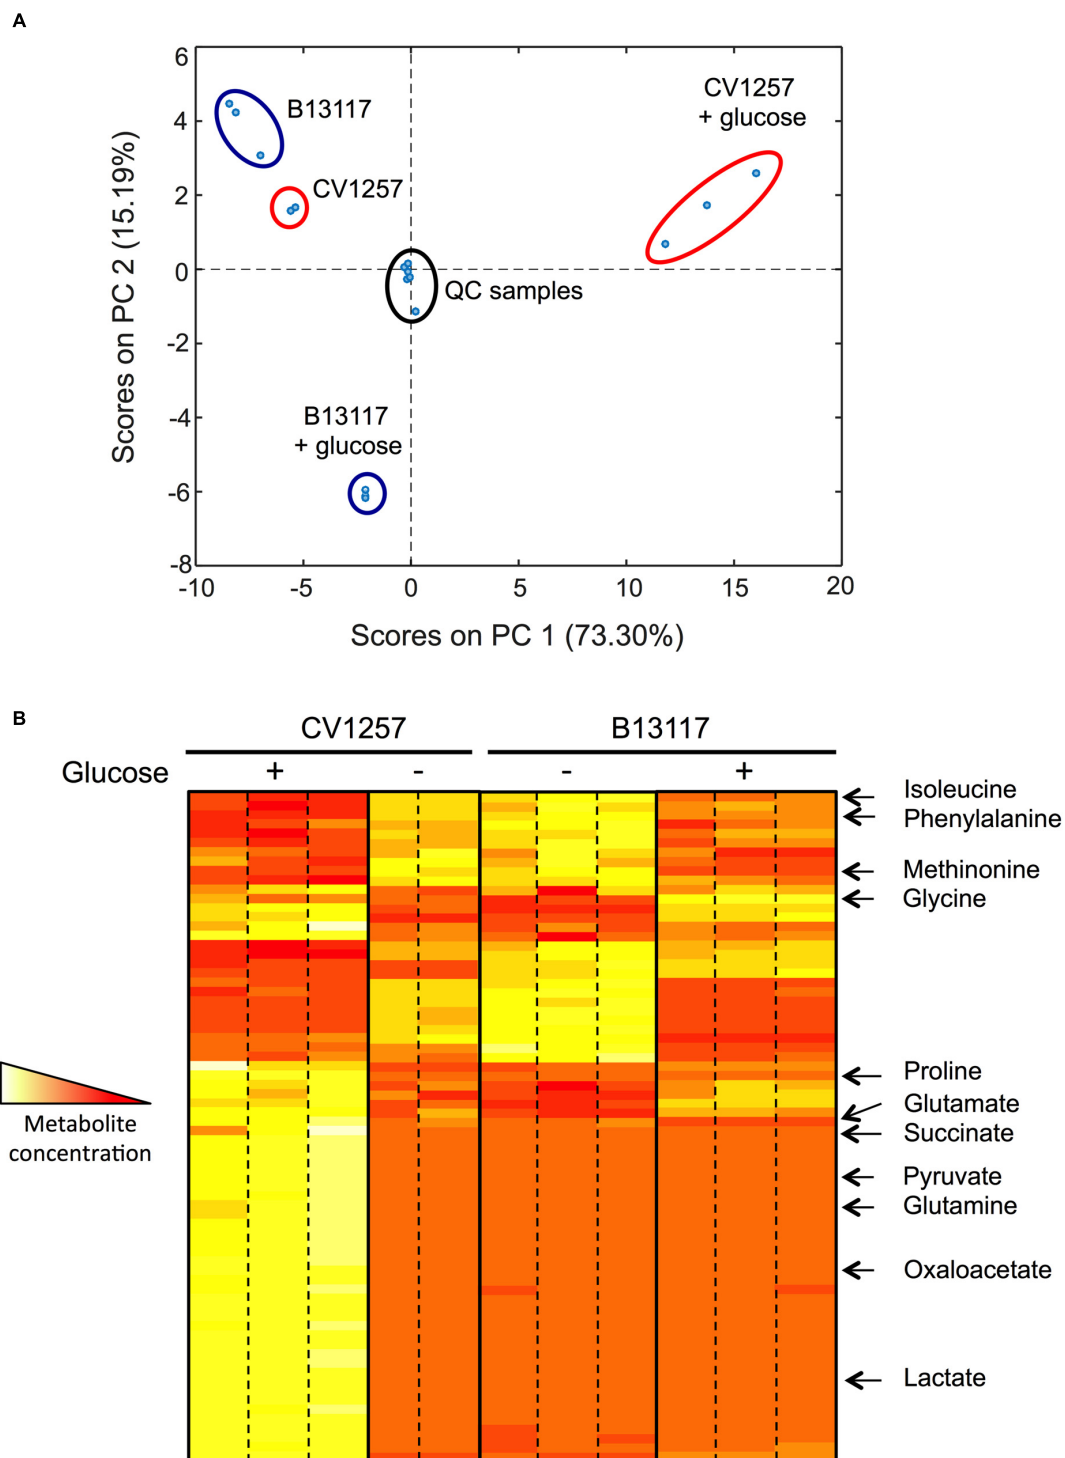 A
6
4
2
0
-2
-4
-6
-8
-10
-5
0
5
10
15
20
Scores on PC 2 (15.19%)
Scores on PC 1 (73.30%)
B13117
CV1257
CV1257
+ glucose
QC samples
B13117
+ glucose
B
CV1257
B13117
Glucose
+
-
-
+
Isoleucine
Phenylalanine
Methinonine
Glycine
Proline
Glutamate
Succinate
Pyruvate
Glutamine
Oxaloacetate
Lactate
Metabolite
concentration